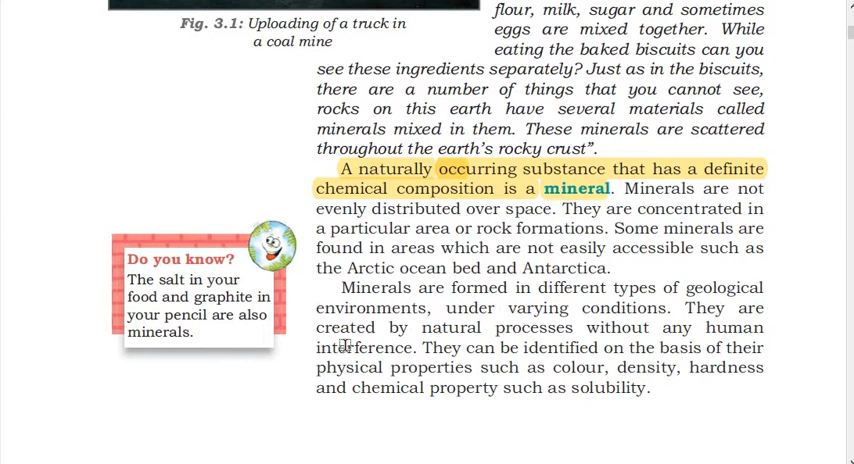 flour, milk, sugar and sometimes
eggs are mixed together. While
eating the baked biscuits can you
see these ingredients separately? Just as in the biscuits,
there are a number of things that you cannot see,
rocks on this earth have several materials called
minerals mixed in them. These minerals are scattered
throughout the earth's rocky crust".
Fig. 3.1: Uploading of a truck in
a coal mine
A naturally occurring substance that has a definite
chemical composition is a mineral. Minerals are not
evenly distributed over space. They are concentrated in
a particular area or rock formations. Some minerals are
found in areas which are not easily accessible such as
the Arctic ocean bed and Antarctica.
Minerals are formed in different types of geological
environments, under varying conditions. They are
created by natural processes without any human
interference. They can be identified on the basis of their
physical properties such as colour, density, hardness
and chemical property such as solubility.
Do you know?
The salt in your
food and graphite in
your pencil are also
minerals.